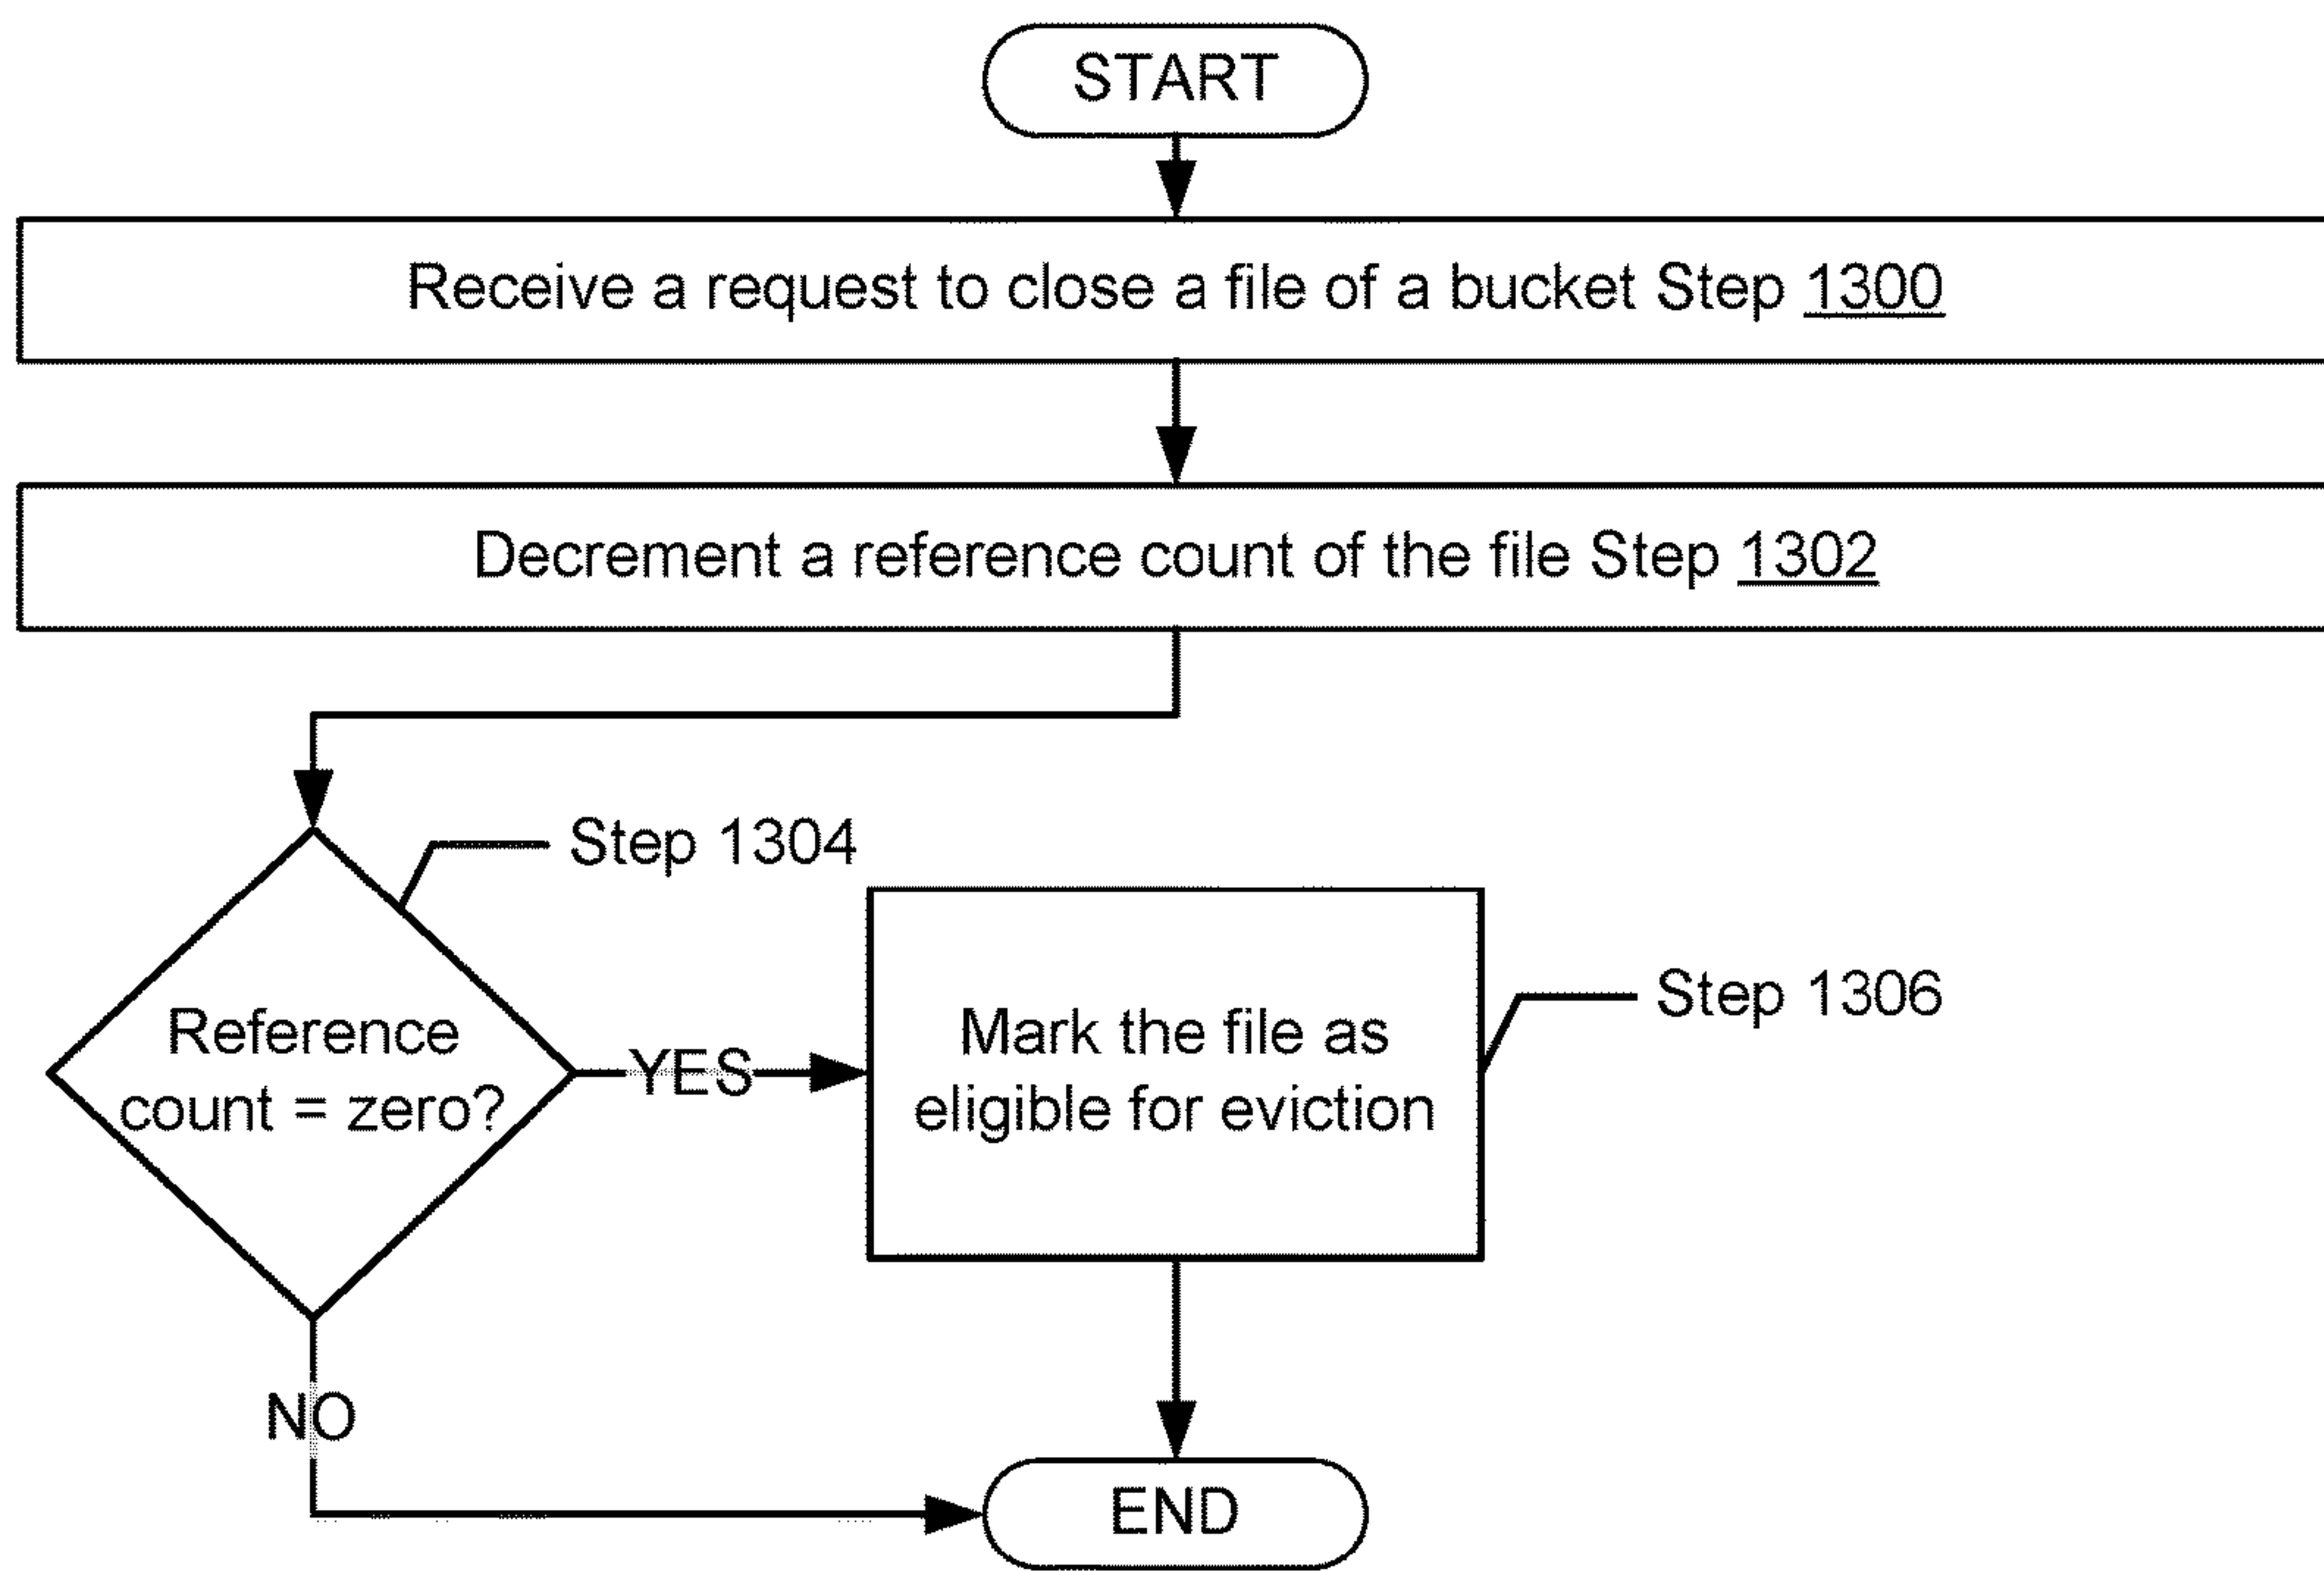 START
Receive a request to close a file of a bucket Step 1300
Decrement a reference count of the file Step 1302
Step 1304
Reference
count = zero?
YES
Mark the file as
eligible for eviction
Step 1306
NO
END